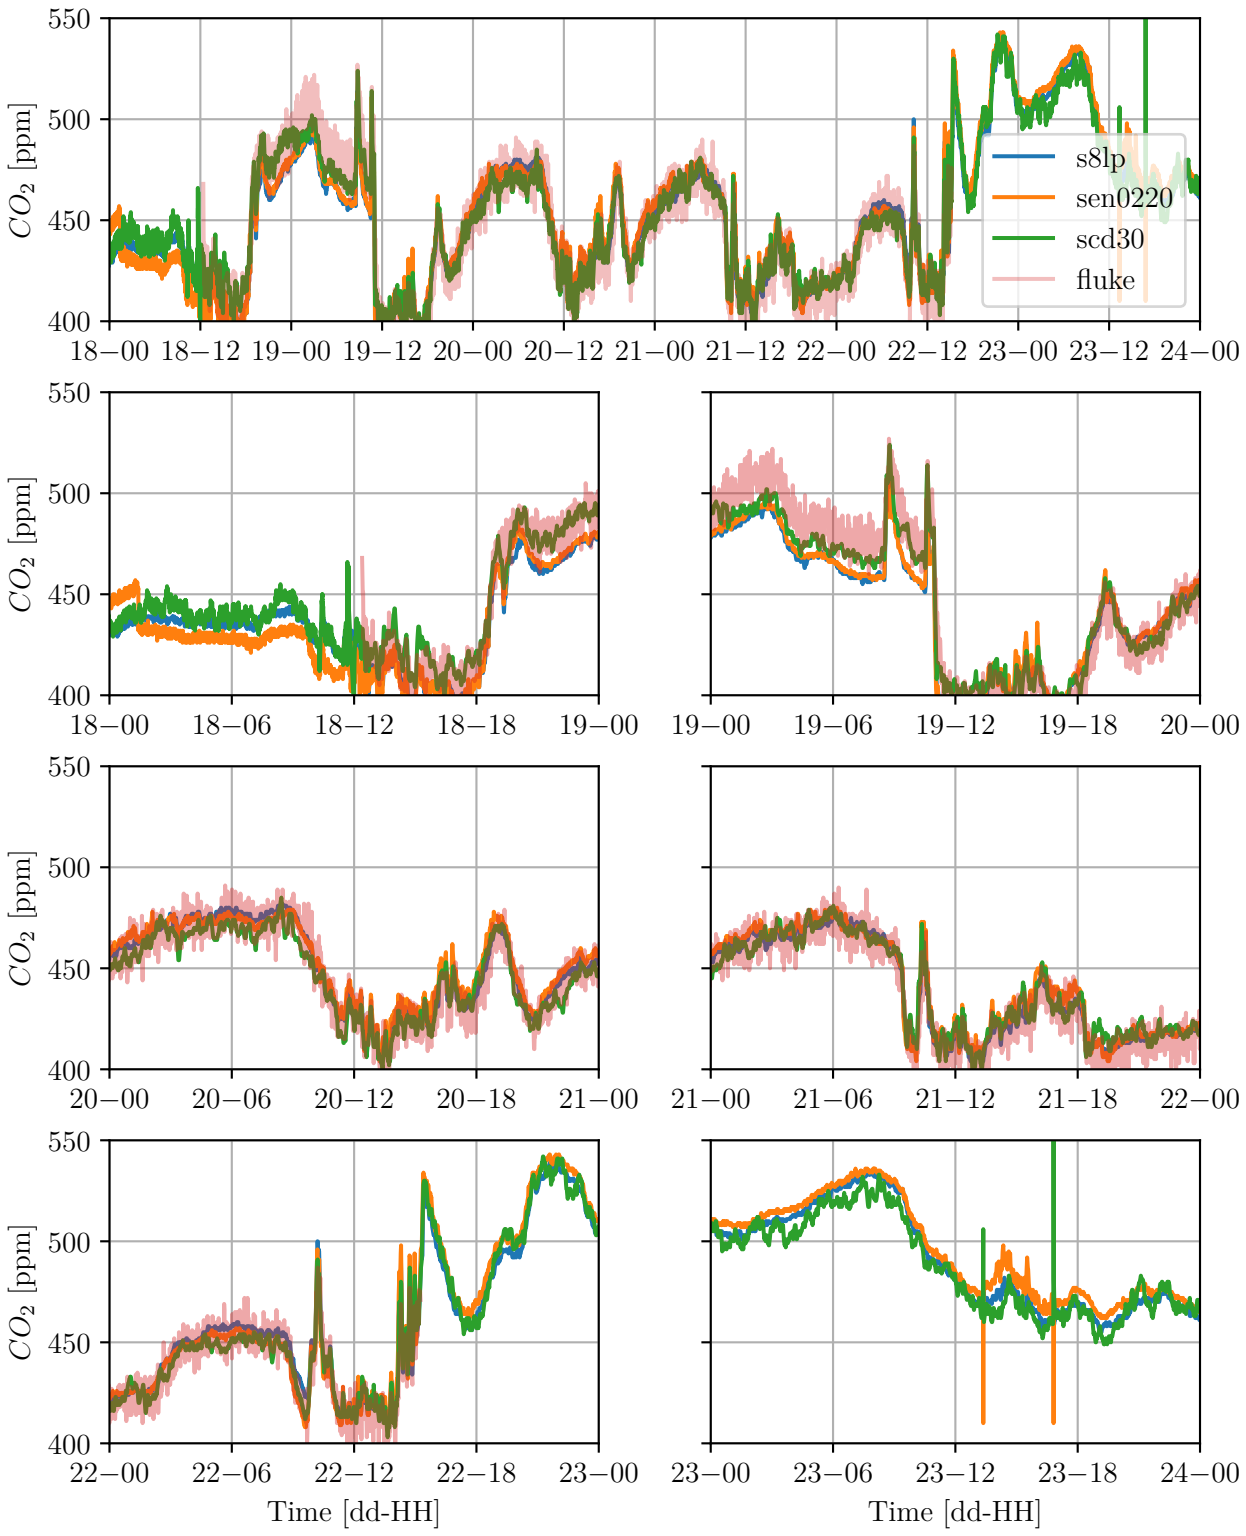 550
500
450
400
CO2 [ppm]
18−00 18−12 19−00 19−12 20−00 20−12 21−00 21−12 22−00 22−12 23−00 23−12 24−00
s8lp
sen0220
scd30
fluke
550
500
450
400
CO2 [ppm]
18−00 18−06 18−12 18−18 19−00
19−00 19−06 19−12 19−18 20−00
550
500
450
400
CO2 [ppm]
20−00 20−06 20−12 20−18 21−00
21−00 21−06 21−12 21−18 22−00
550
500
450
400
CO2 [ppm]
22−00 22−06 22−12 22−18 23−00
23−00 23−06 23−12 23−18 24−00
Time [dd-HH]
Time [dd-HH]